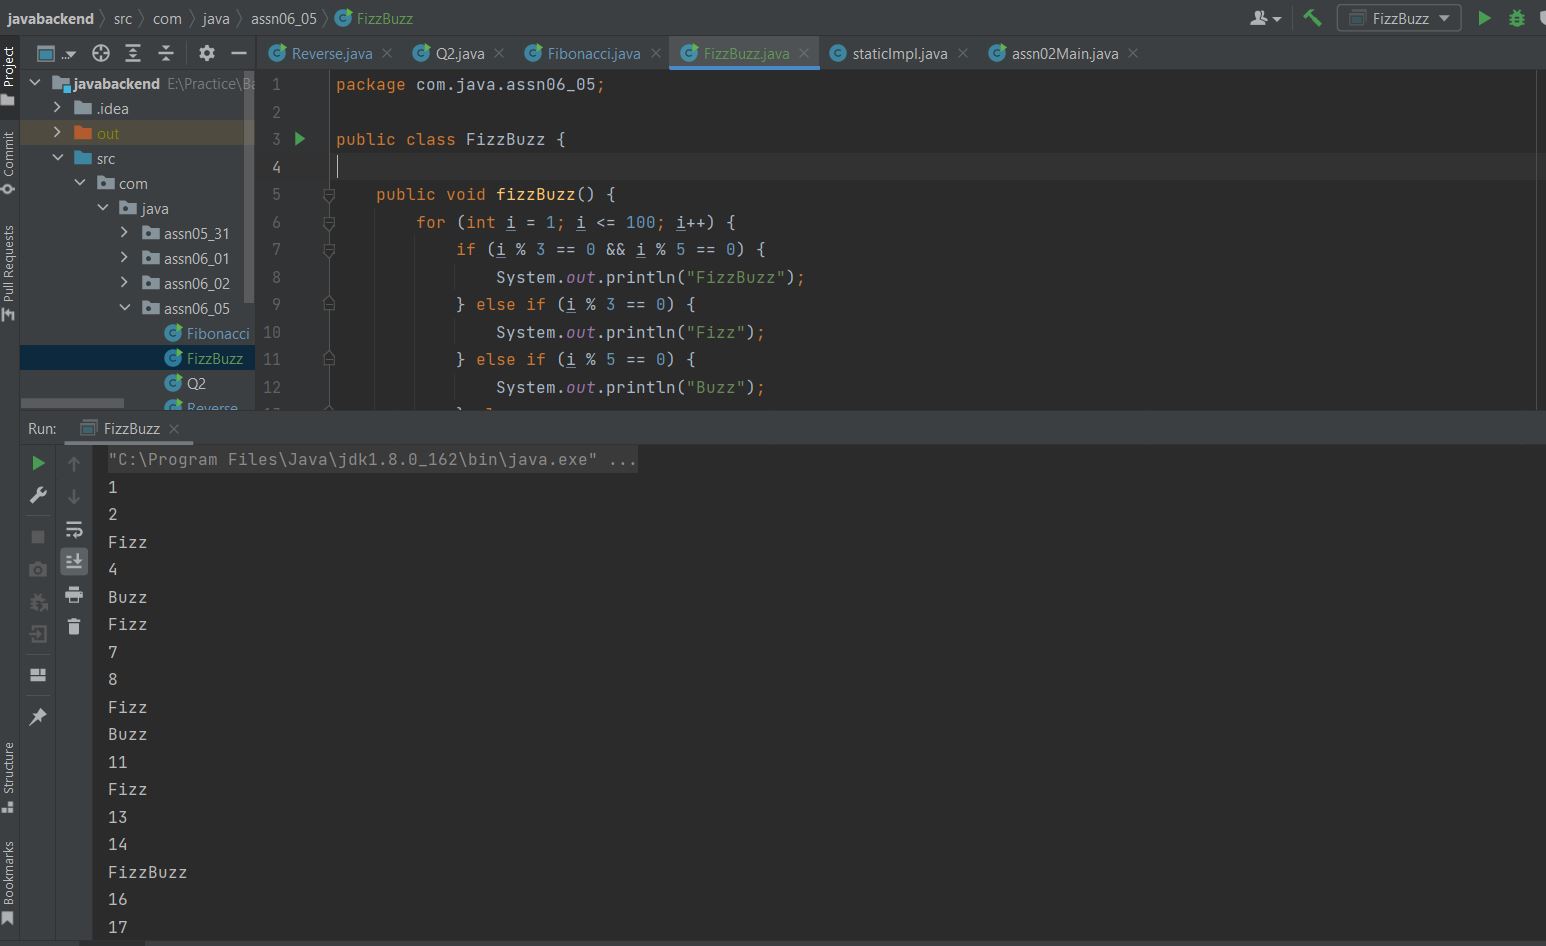 javabackend src com java assn06_05 FizzBuzz
FizzBuzz
Project
Commit
Pull Requests
Structure
Bookmarks
...
Reverse.java Q2.java Fibonacci.java FizzBuzz.java staticImpl.java assn02Main.java
javabackend E:\Practice\Ba
.idea
out
src
com
java
assn05_31
assn06_01
assn06_02
assn06_05
Fibonacci
FizzBuzz
Q2
Reverse
1 package com.java.assn06_05;
2
3 public class FizzBuzz {
4
5 public void fizzBuzz() {
6 for (int i = 1; i <= 100; i++) {
7 if (i % 3 == 0 && i % 5 == 0) {
8 System.out.println("FizzBuzz");
9 } else if (i % 3 == 0) {
10 System.out.println("Fizz");
11 } else if (i % 5 == 0) {
12 System.out.println("Buzz");
Run: FizzBuzz
"C:\Program Files\Java\jdk1.8.0_162\bin\java.exe" ...
1
2
Fizz
4
Buzz
Fizz
7
8
Fizz
Buzz
11
Fizz
13
14
FizzBuzz
16
17